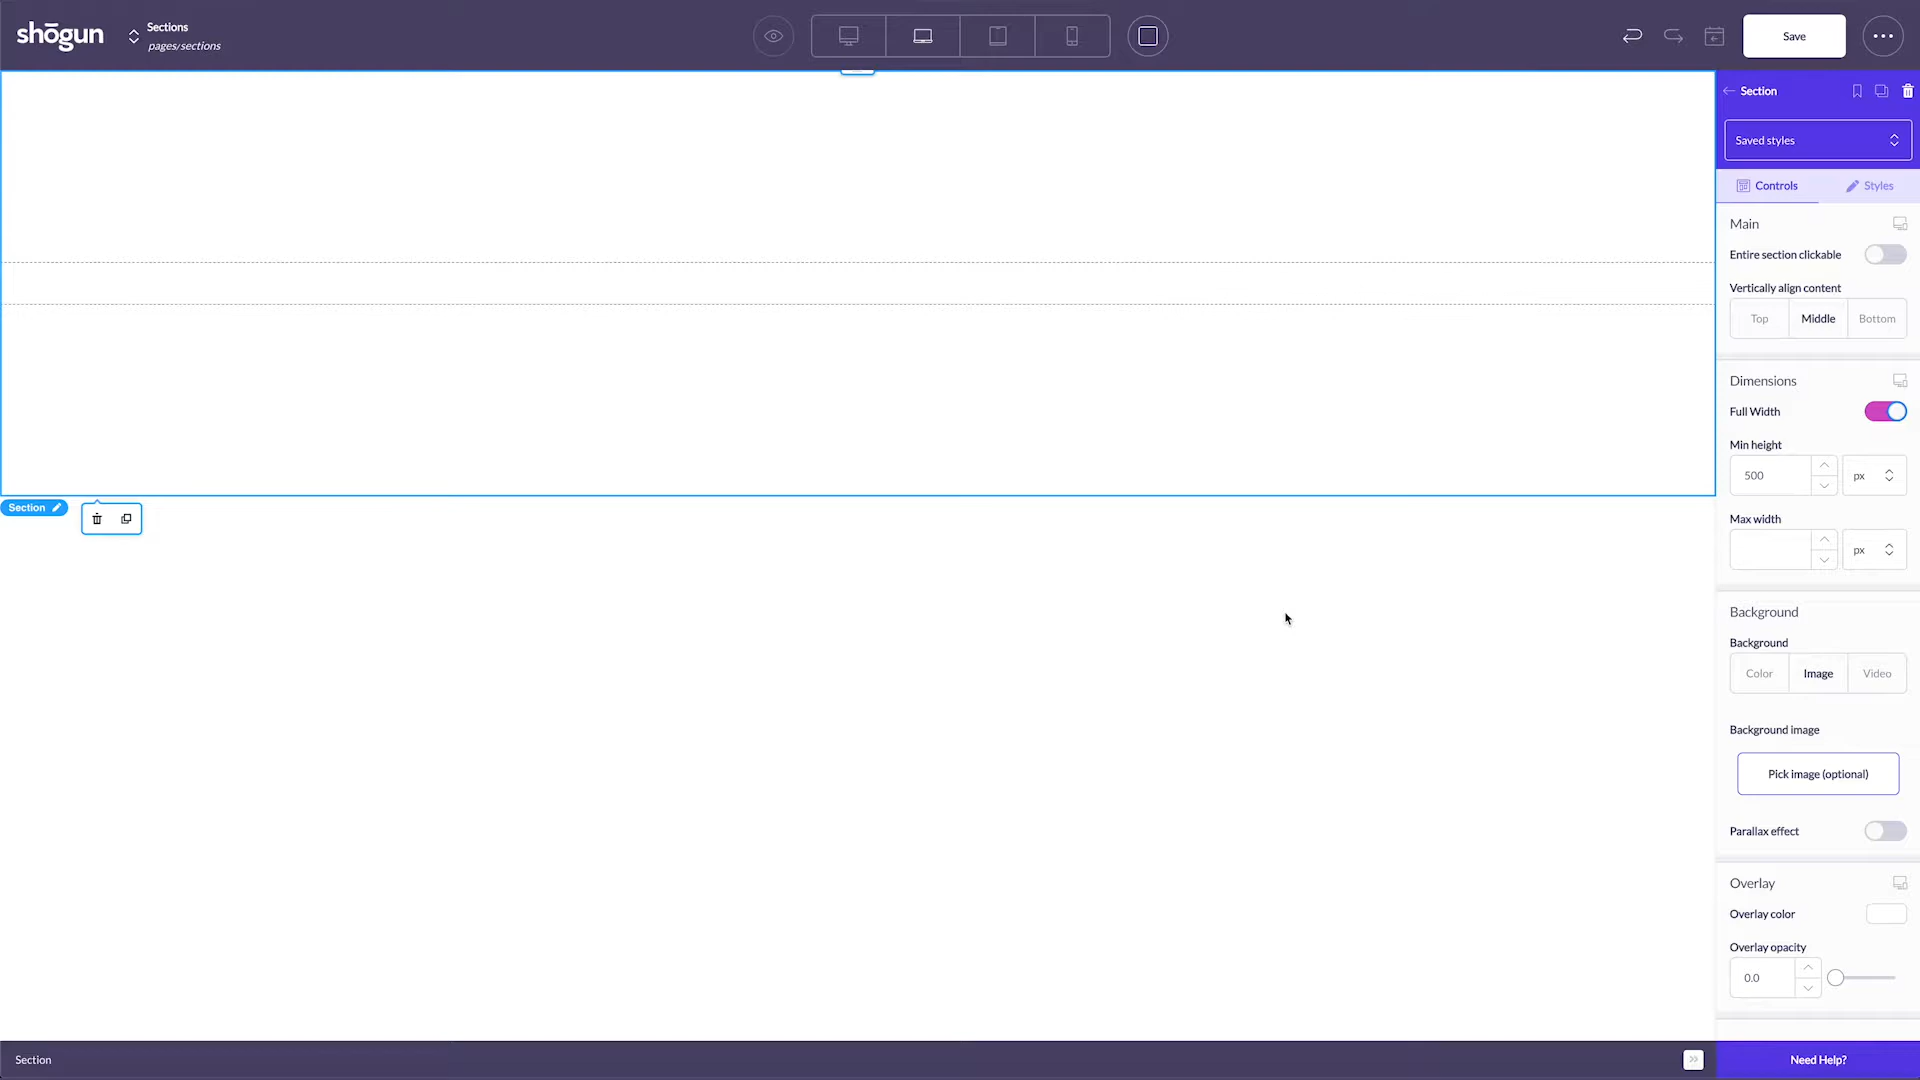 shōgun
Sections
pages/sections
Save
Section
Saved styles
Controls
Styles
Main
Entire section clickable
Vertically align content
Top
Middle
Bottom
Dimensions
Full Width
Min height
500
px
Max width
px
Section
Background
Background
Color
Image
Video
Background image
Pick image (optional)
Parallax effect
Overlay
Overlay color
Overlay opacity
0.0
Section
Need Help?